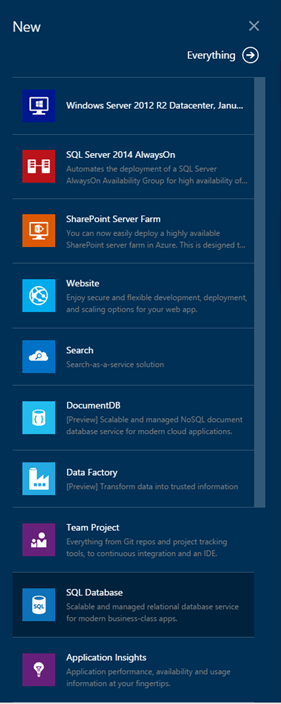 New
Everything
Windows Server 2012 R2 Datacenter, Janu...
SQL Server 2014 AlwaysOn
Automates the deployment of a SQL Server
AlwaysOn Availability Group for high availability of...
SharePoint Server Farm
You can now easily deploy a highly available
SharePoint server farm in Azure. This is designed t...
Website
Enjoy secure and flexible development, deployment,
and scaling options for your web app.
Search
Search-as-a-service solution
DocumentDB
[Preview] Scalable and managed NoSQL document
database service for modern cloud applications.
Data Factory
[Preview] Transform data into trusted information
Team Project
Everything from Git repos and project tracking
tools, to continuous integration and an IDE.
SQL
SQL Database
Scalable and managed relational database service
for modern business-class apps.
Application Insights
Application performance, availability and usage
information at your fingertips.